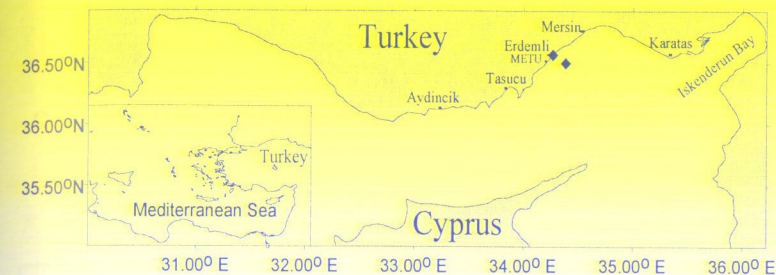 Turkey
Mersin
Erdemli
METU
Karatas
Iskenderun Bay
Tasucu
Aydincik
36.50⁰N
36.00⁰N
35.50⁰N
Turkey
Mediterranean Sea
Cyprus
31.00⁰ E 32.00⁰ E 33.00⁰ E 34.00⁰ E 35.00⁰ E 36.00⁰ E